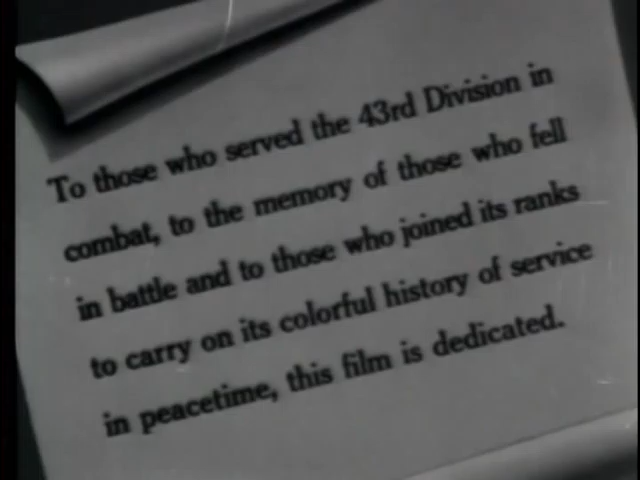 To those who served the 43rd Division in
combat, to the memory of those who fell
in battle and to those who joined its ranks
to carry on its colorful history of service
in peacetime, this film is dedicated.